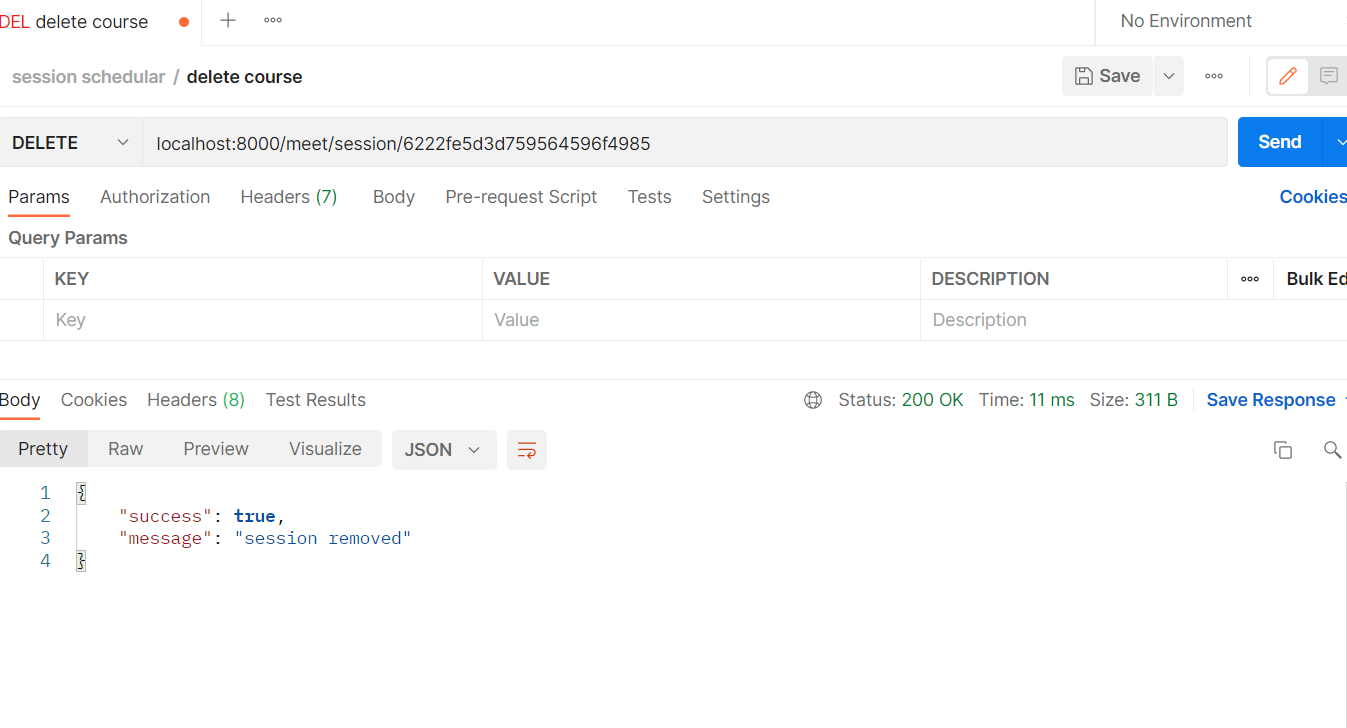 DEL delete course
No Environment
session schedular / delete course
Save
DELETE
localhost:8000/meet/session/6222fe5d3d759564596f4985
Send
Params Authorization Headers (7) Body Pre-request Script Tests Settings Cookies
Query Params
KEY VALUE DESCRIPTION Bulk Ed
Key Value Description
Body Cookies Headers (8) Test Results Status: 200 OK Time: 11 ms Size: 311 B Save Response
Pretty Raw Preview Visualize JSON
1 {
2 "success": true,
3 "message": "session removed"
4 }